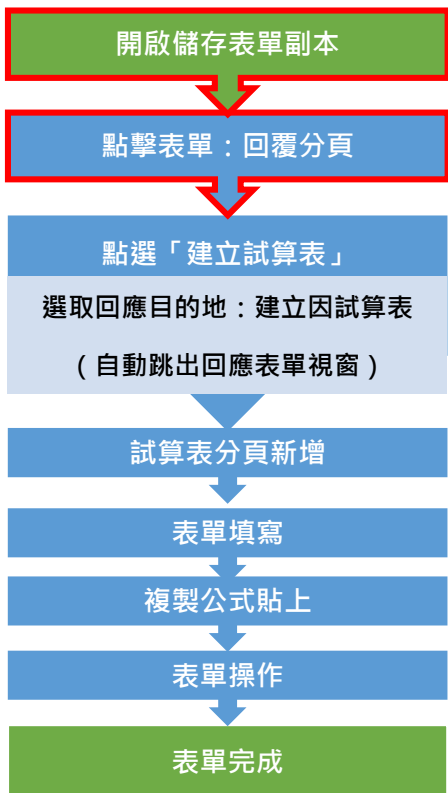 開啟儲存表單副本
點擊表單：回覆分頁
點選「建立試算表」
選取回應目的地：建立因試算表
（自動跳出回應表單視窗）
試算表分頁新增
表單填寫
複製公式貼上
表單操作
表單完成